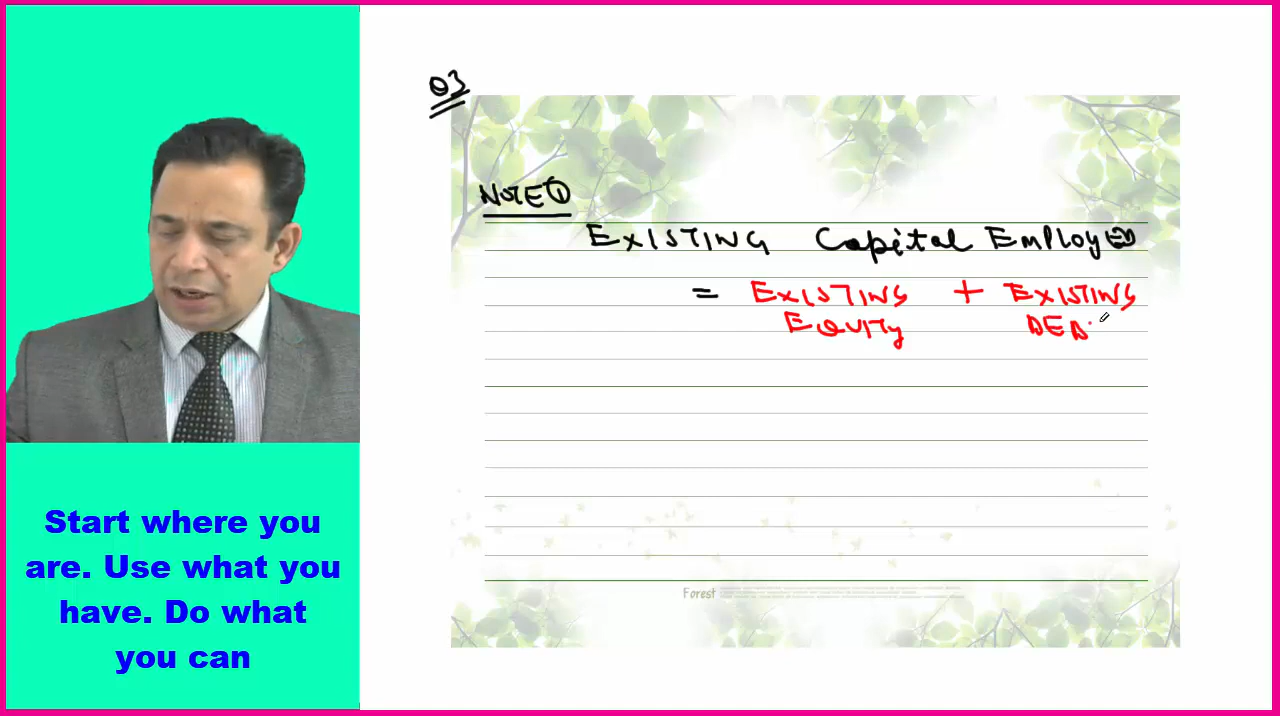 Q3
NOTE ①
EXISTING Capital EMPLOYED
= EXISTING + EXISTING
EQUITY DEB
Forest
Start where you
are. Use what you
have. Do what
you can